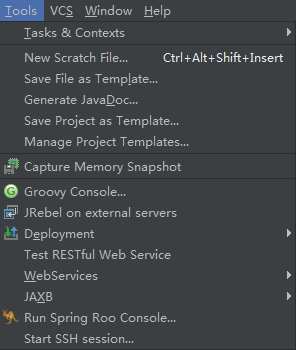 Tools VCS Window Help
Tasks & Contexts
New Scratch File... Ctrl+Alt+Shift+Insert
Save File as Template...
Generate JavaDoc...
Save Project as Template...
Manage Project Templates...
Capture Memory Snapshot
Groovy Console...
JRebel on external servers
Deployment
Test RESTful Web Service
WebServices
JAXB
Run Spring Roo Console...
Start SSH session...